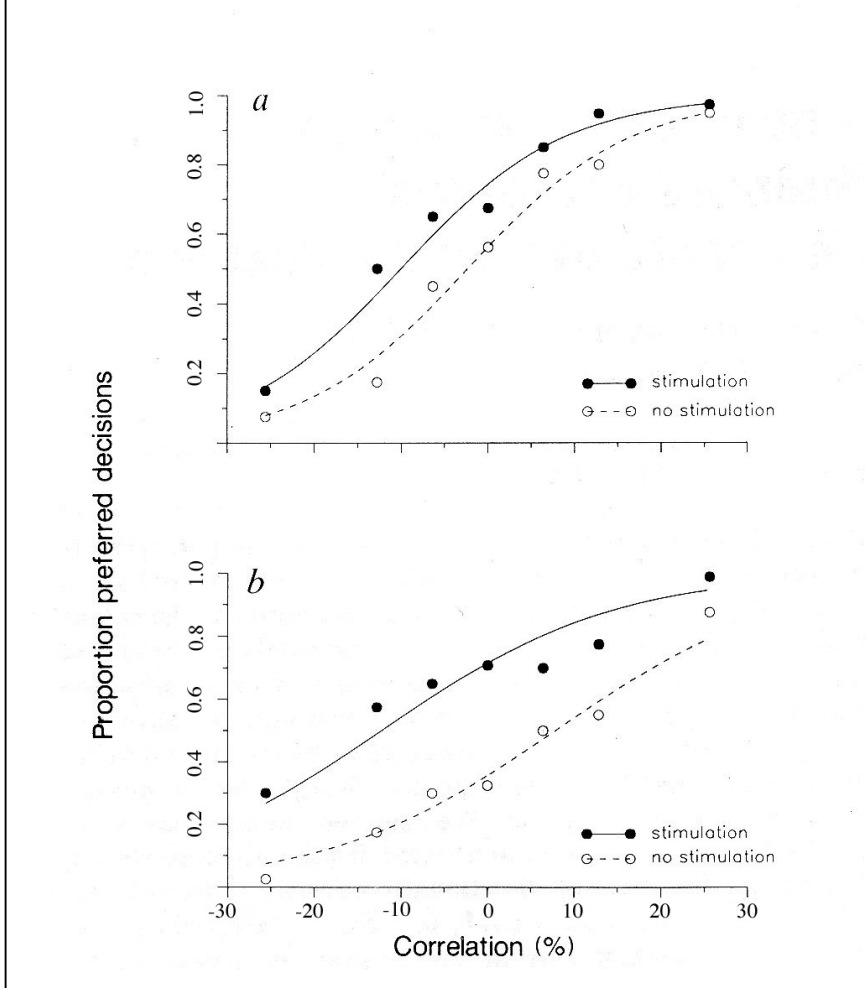 Proportion preferred decisions
a
1.0
0.8
0.6
0.4
0.2
stimulation
no stimulation
b
1.0
0.8
0.6
0.4
0.2
stimulation
no stimulation
-30 -20 -10 0 10 20 30
Correlation (%)